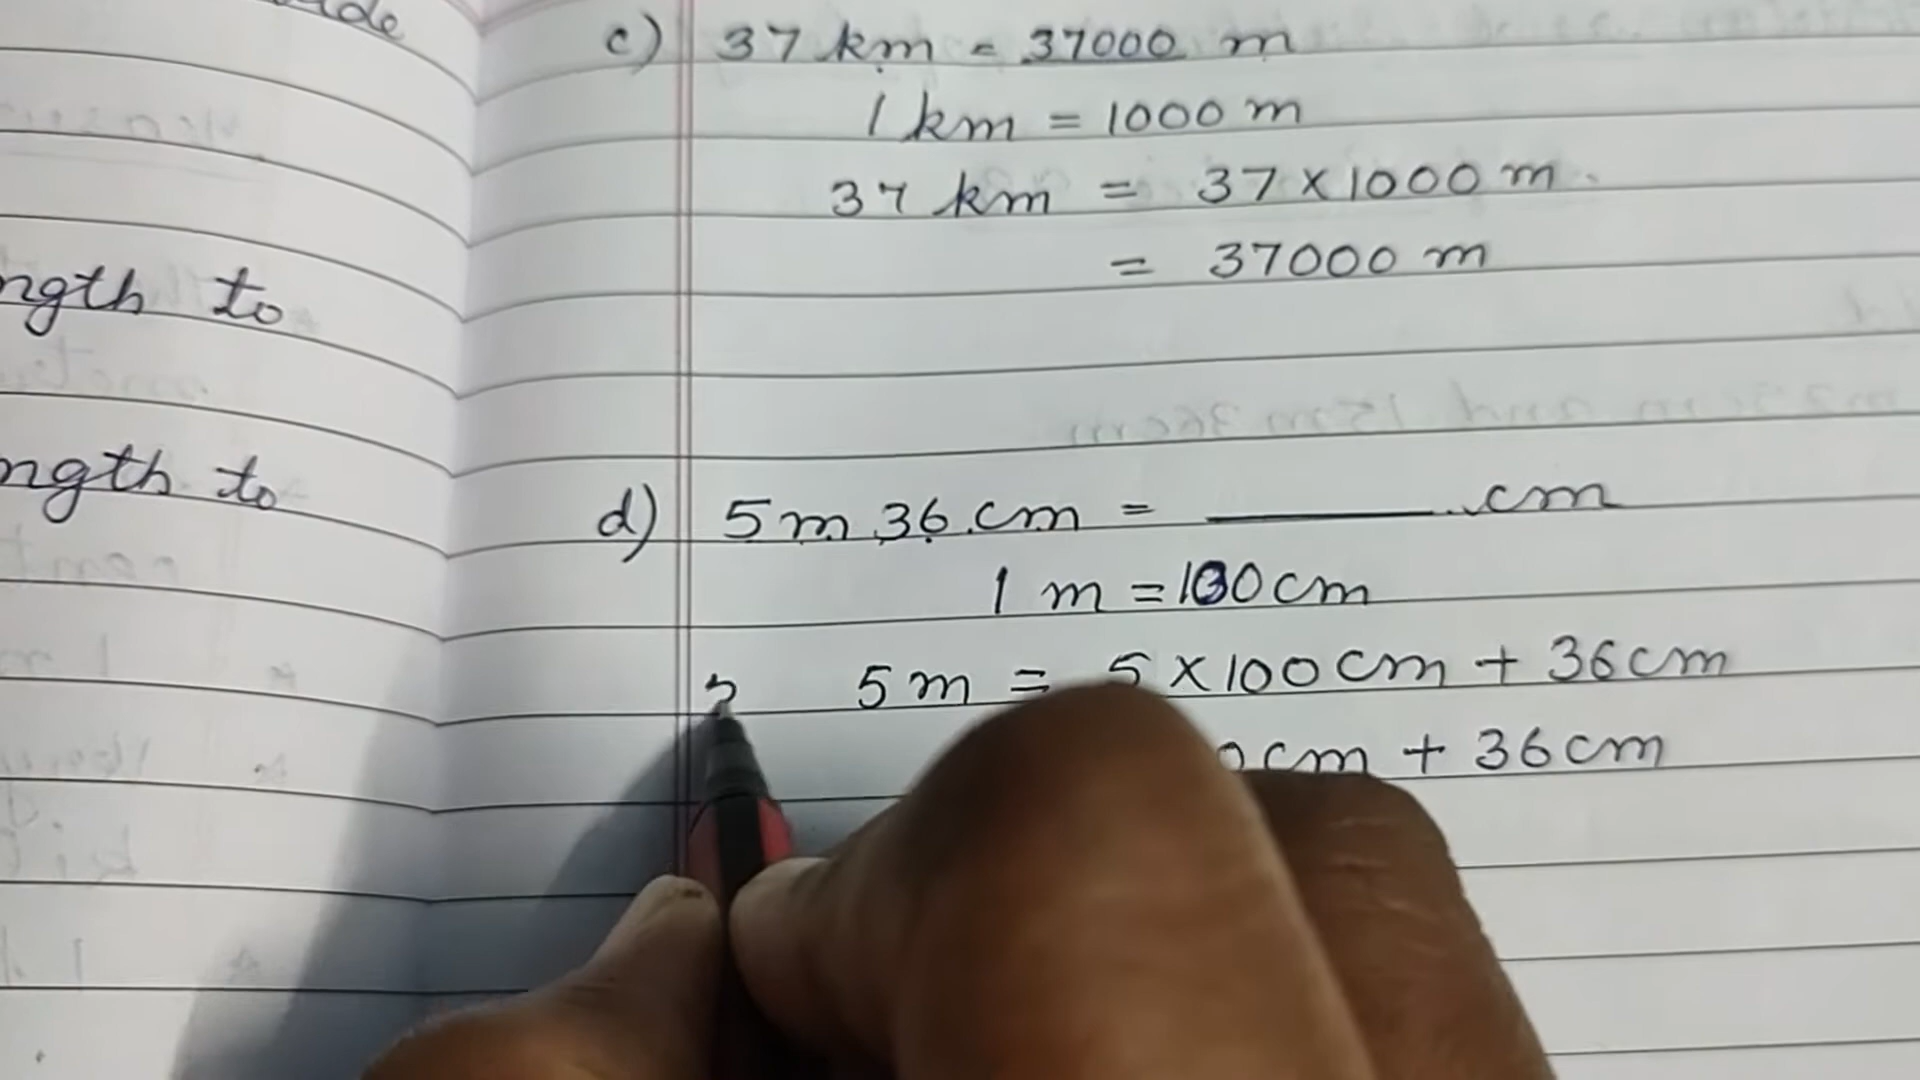 ngth to
ngth to
c) 37 km = 37000 m
1 km = 1000 m
37 km = 37 × 1000 m
= 37000 m
d) 5 m 36 cm = ______ cm
1 m = 100 cm
5 m = 5 × 100 cm + 36 cm
0 cm + 36 cm